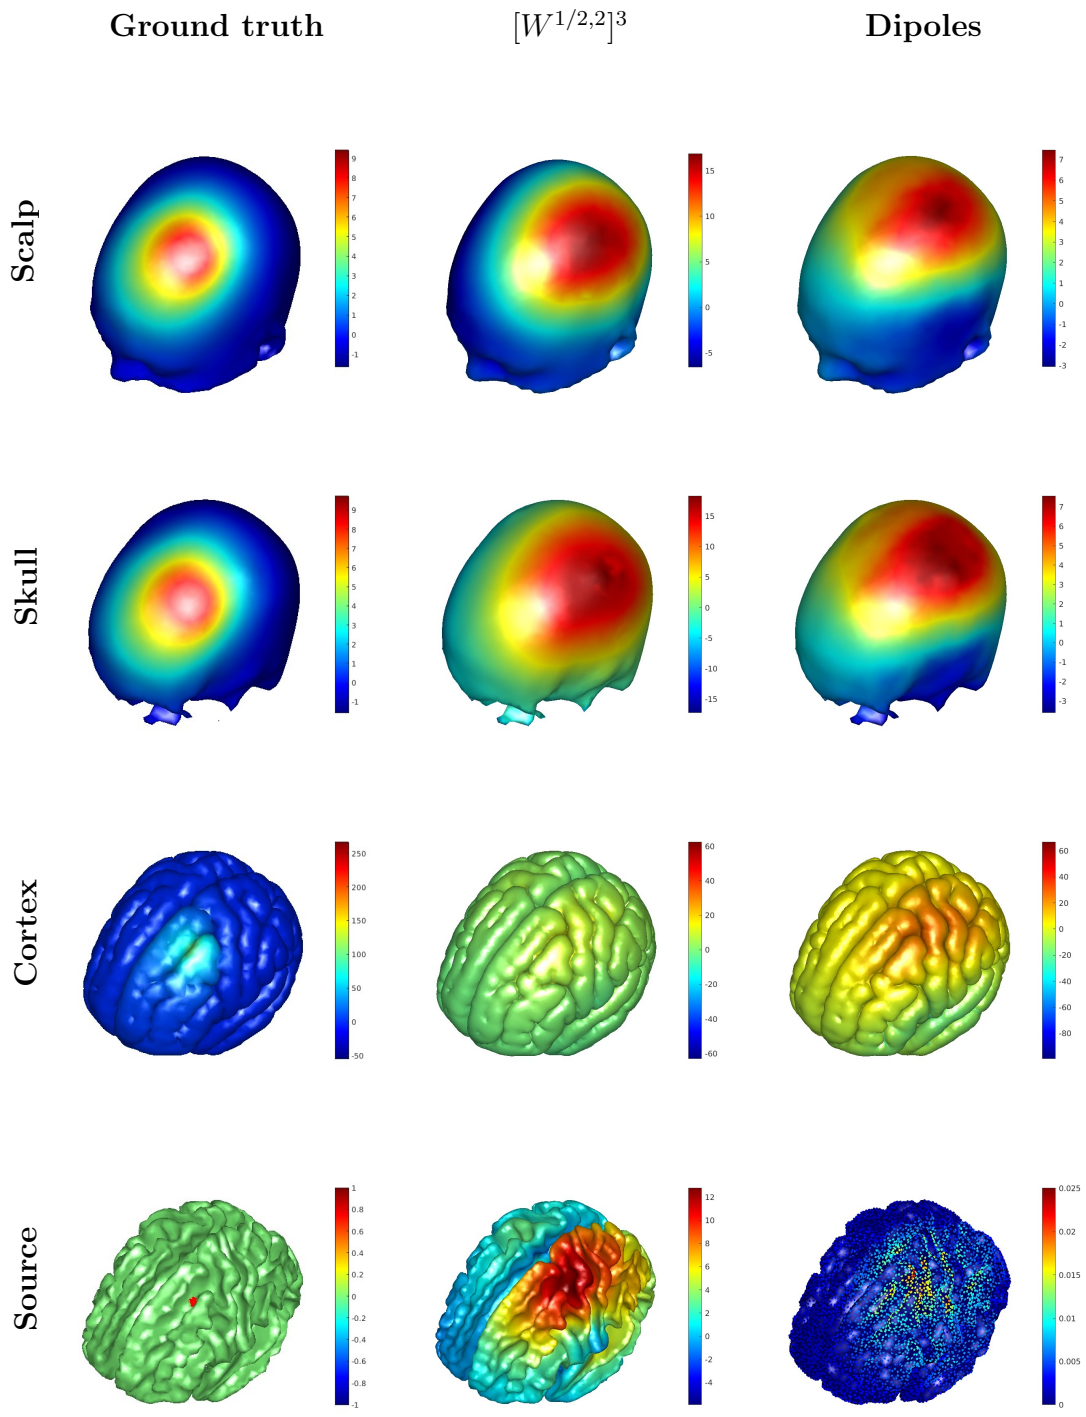 Ground truth [W^{1/2,2}]^3 Dipoles
Scalp
9 8 7 6 5 4 3 2 1 0 -1
15 10 5 0 -5
7 6 5 4 3 2 1 0 -1 -2 -3
Skull
9 8 7 6 5 4 3 2 1 0 -1
15 10 5 0 -5 -10 -15
7 6 5 4 3 2 1 0 -1 -2 -3
Cortex
250 200 150 100 50 0 -50
60 40 20 0 -20 -40 -60
60 40 20 0 -20 -40 -60 -80
Source
1 0.8 0.6 0.4 0.2 0 -0.2 -0.4 -0.6 -0.8 -1
12 10 8 6 4 2 0 -2 -4
0.025 0.02 0.015 0.01 0.005 0